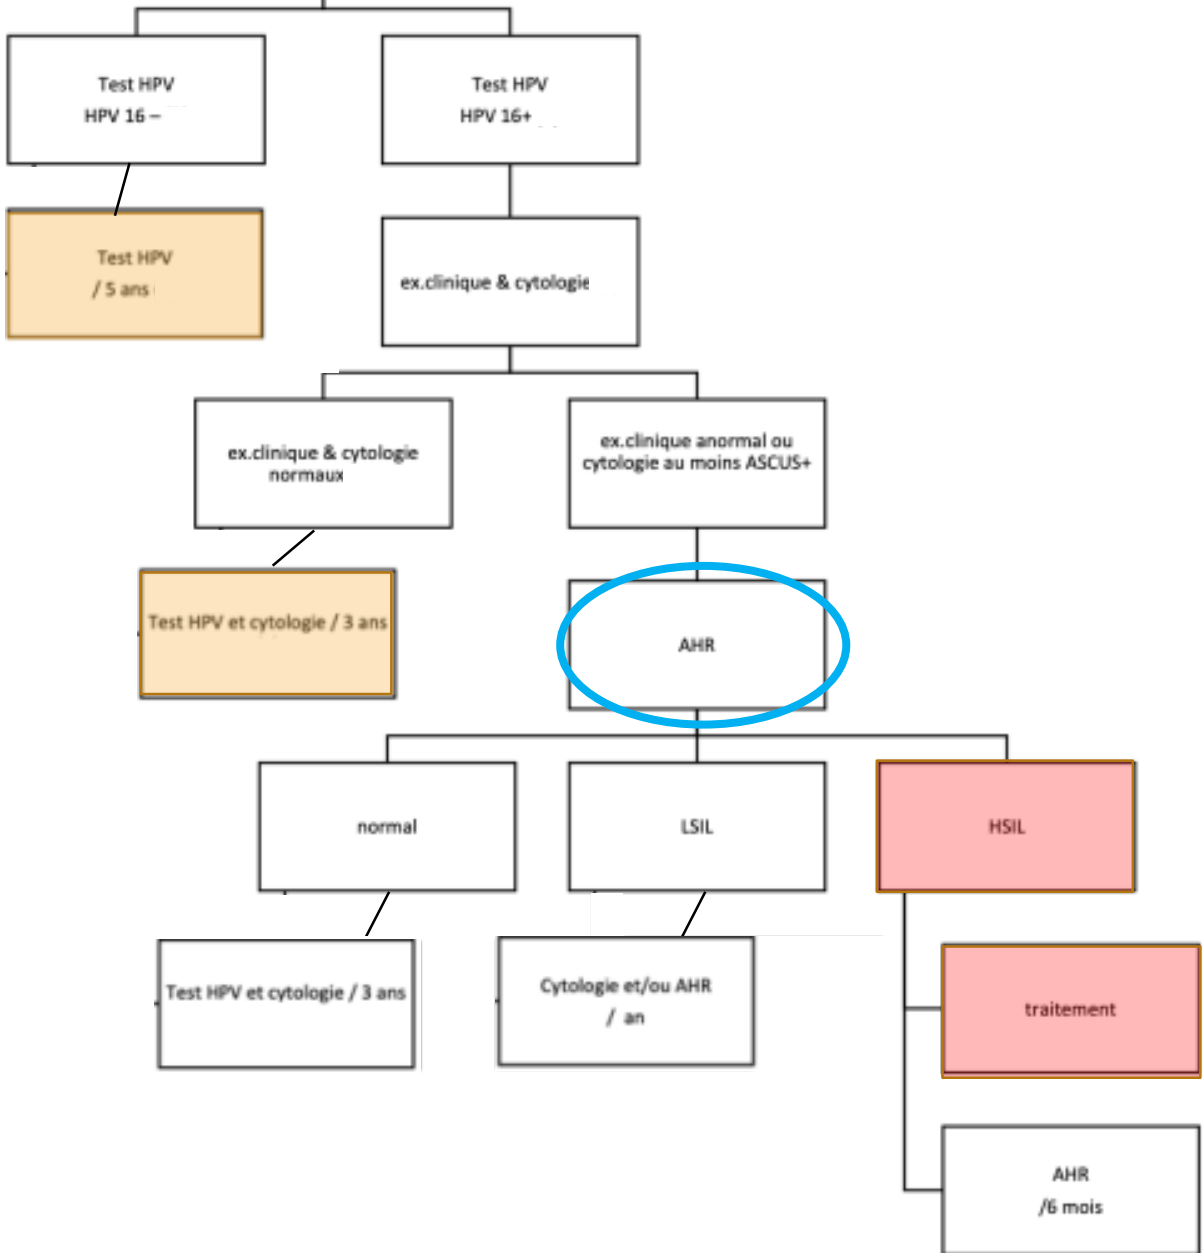 Test HPV
HPV 16 –
Test HPV
HPV 16+
Test HPV
/ 5 ans
ex.clinique & cytologie
ex.clinique & cytologie
normaux
ex.clinique anormal ou
cytologie au moins ASCUS+
Test HPV et cytologie / 3 ans
AHR
normal
LSIL
HSIL
Test HPV et cytologie / 3 ans
Cytologie et/ou AHR
/ an
traitement
AHR
/6 mois